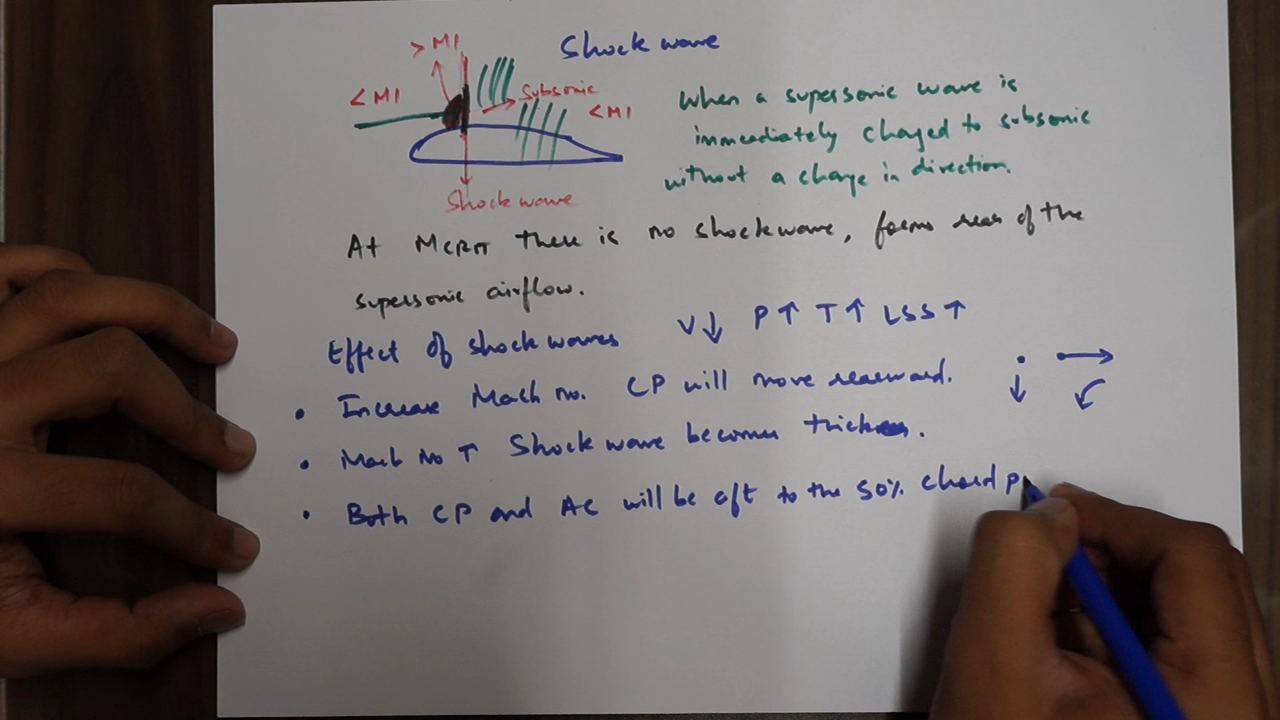 Shock wave
> M1
< M1
Subsonic
< M1
Shock wave
When a supersonic wave is
immediately changed to subsonic
without a change in direction.
At MCRIT there is no shockwave, forms rear of the
supersonic airflow.
Effect of shock waves V↓ P↑ T↑ LSS↑
• Increase Mach no. CP will move rearward.
• Mach No ↑ Shock wave becomes thicker.
• Both CP and AC will be aft to the 50% chord p